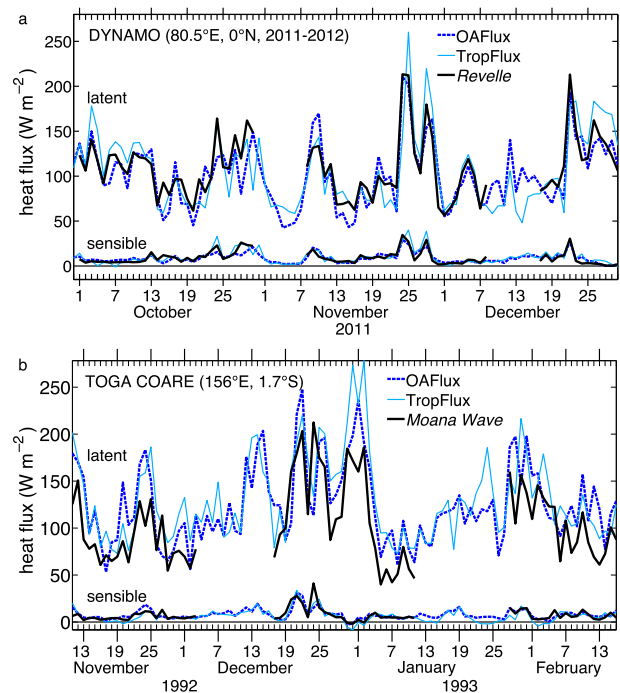 a
DYNAMO (80.5°E, 0°N, 2011-2012)
OAFlux
TropFlux
Revelle
latent
sensible
heat flux (W m⁻²)
250
200
150
100
50
0
1 7 13 19 25 1 7 13 19 25 1 7 13 19 25
October November December
2011
b
TOGA COARE (156°E, 1.7°S)
OAFlux
TropFlux
Moana Wave
latent
sensible
heat flux (W m⁻²)
250
200
150
100
50
0
13 19 25 1 7 13 19 25 1 7 13 19 25 1 7 13
November December January February
1992 1993